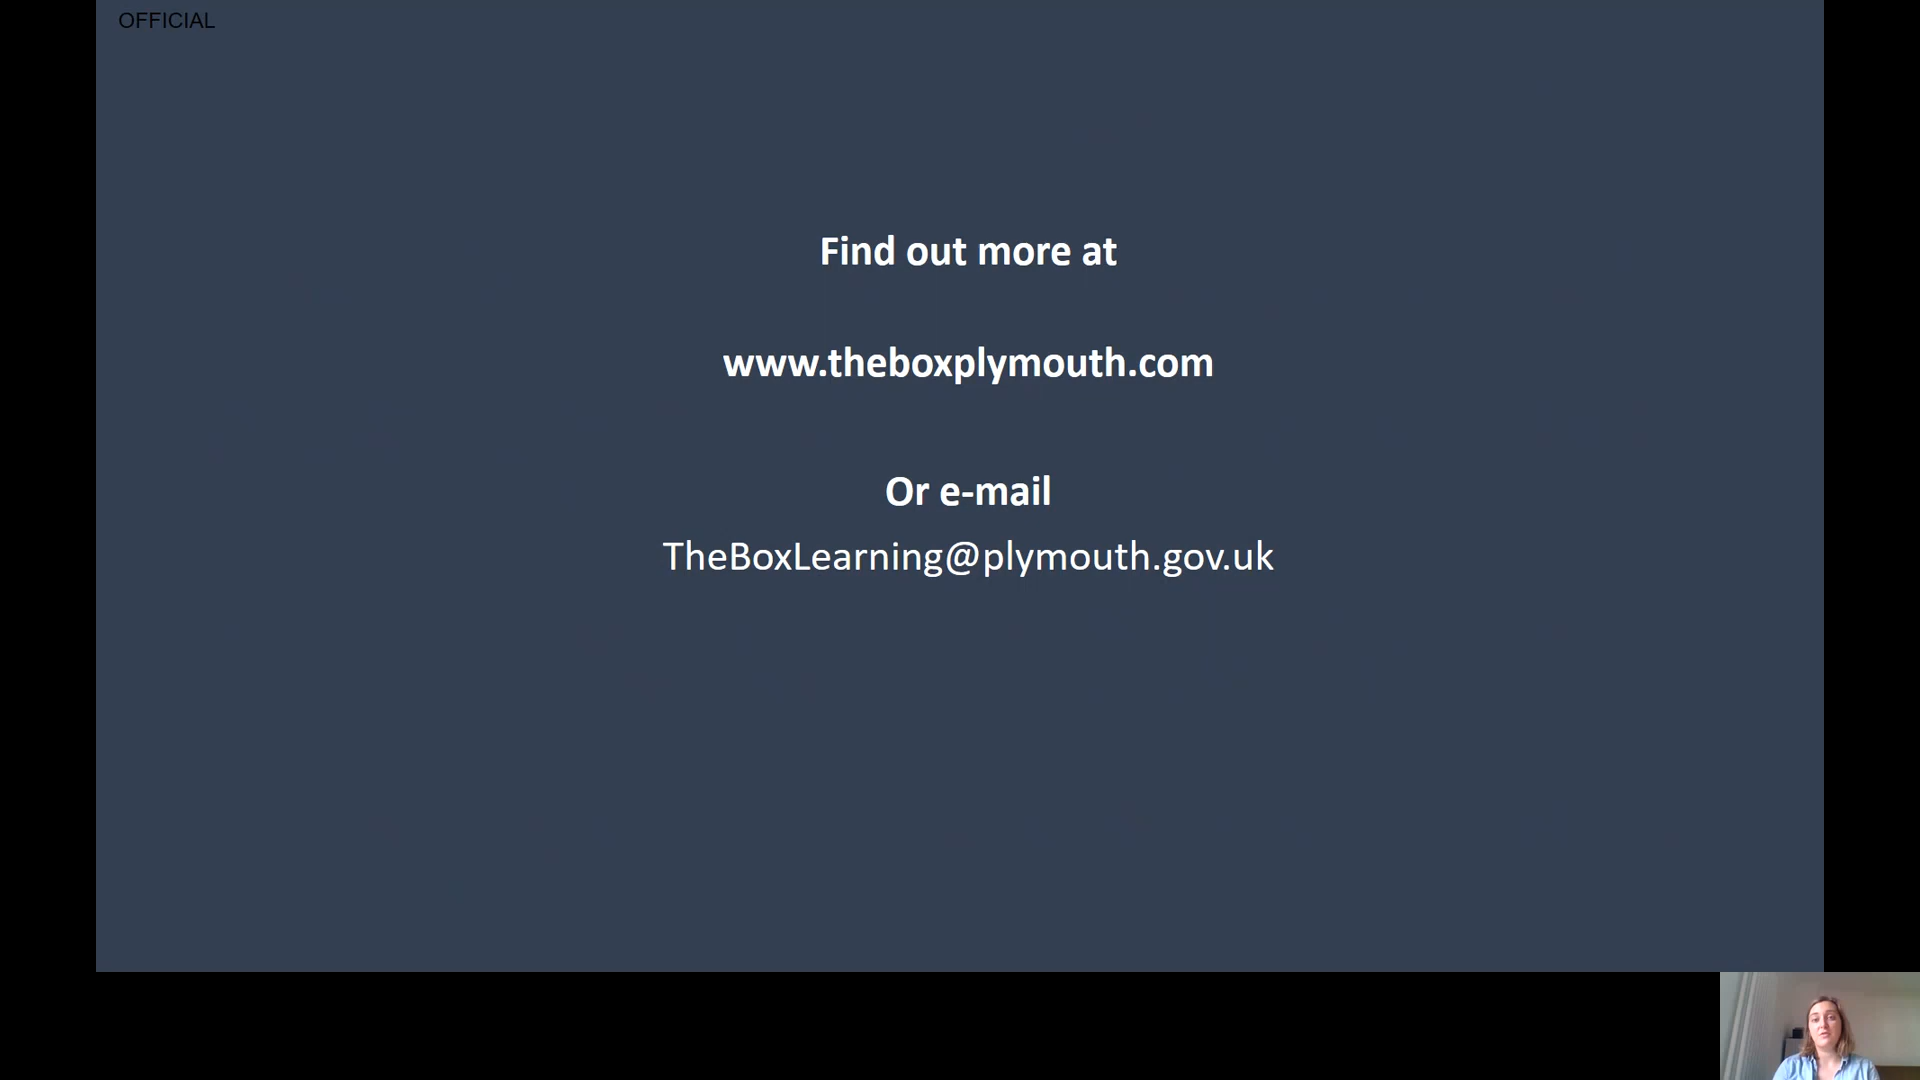 OFFICIAL
Find out more at
www.theboxplymouth.com
Or e-mail
TheBoxLearning@plymouth.gov.uk